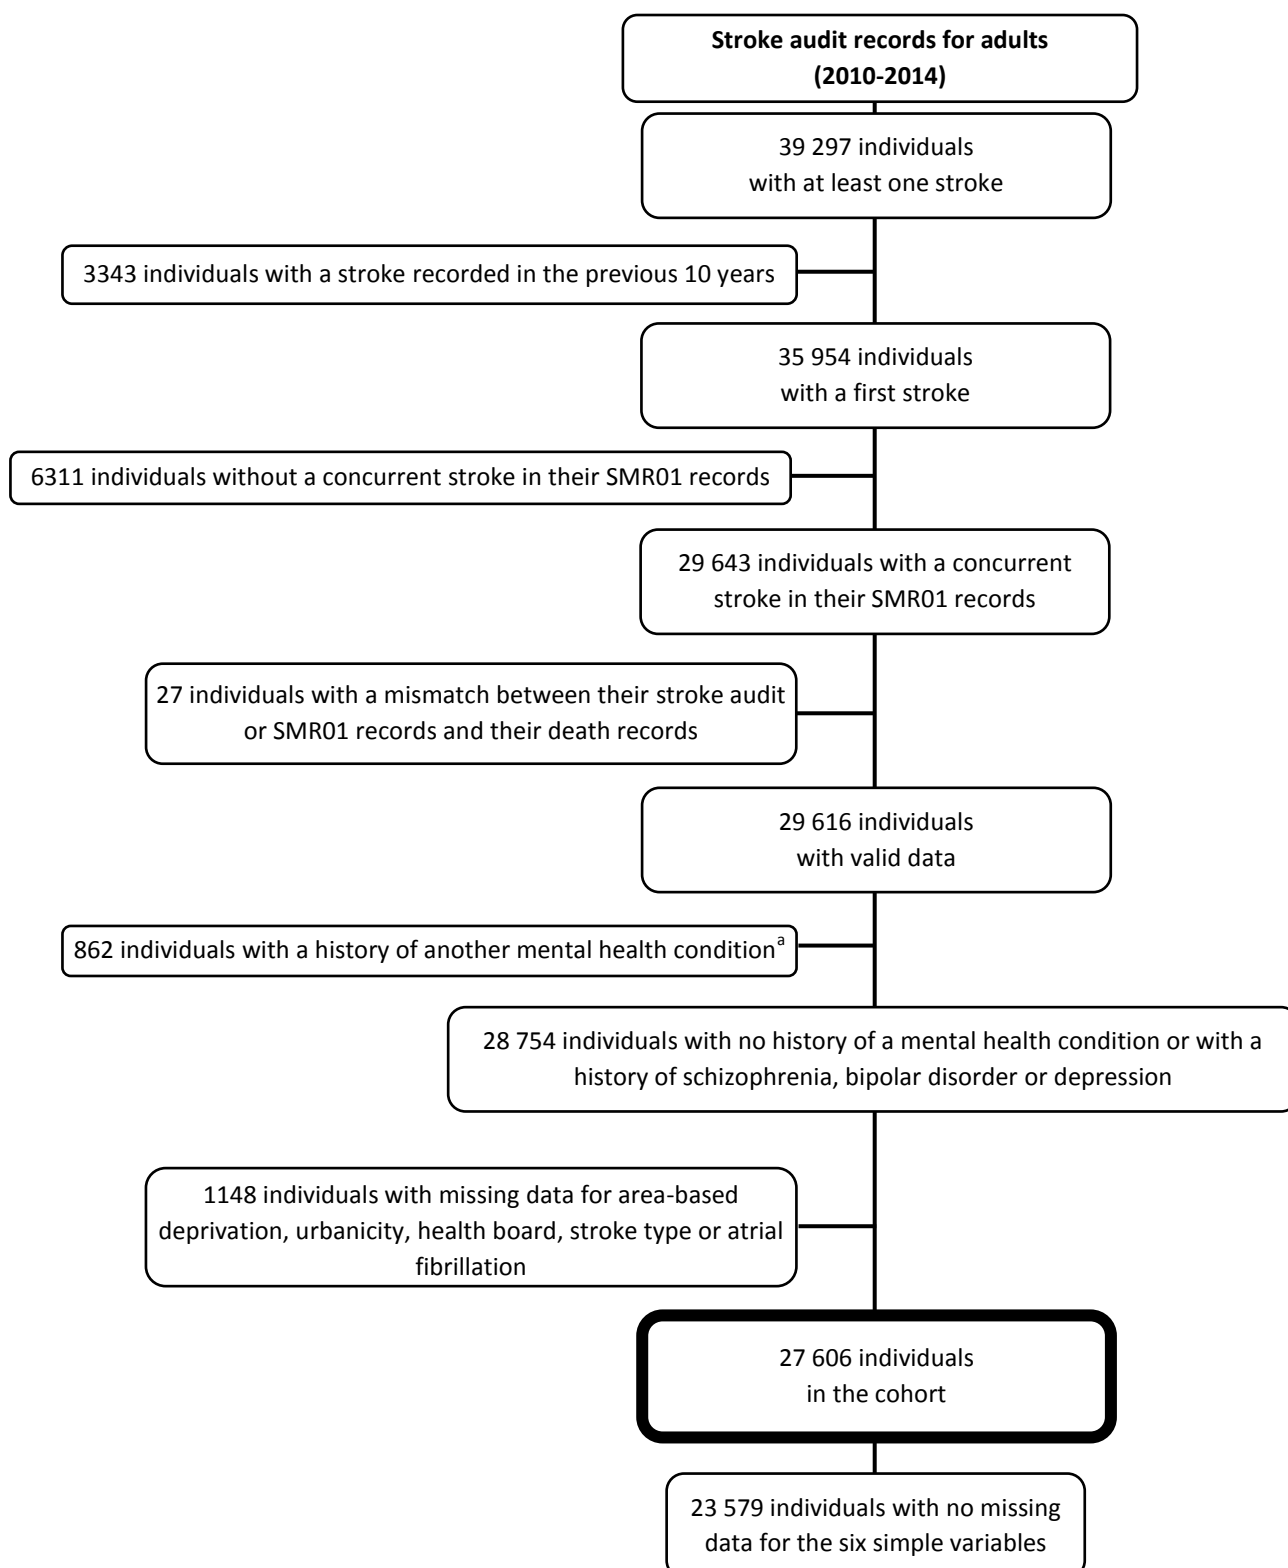 Stroke audit records for adults
(2010-2014)
39 297 individuals
with at least one stroke
3343 individuals with a stroke recorded in the previous 10 years
35 954 individuals
with a first stroke
6311 individuals without a concurrent stroke in their SMR01 records
29 643 individuals with a concurrent
stroke in their SMR01 records
27 individuals with a mismatch between their stroke audit
or SMR01 records and their death records
29 616 individuals
with valid data
862 individuals with a history of another mental health condition^a
28 754 individuals with no history of a mental health condition or with a
history of schizophrenia, bipolar disorder or depression
1148 individuals with missing data for area-based
deprivation, urbanicity, health board, stroke type or atrial
fibrillation
27 606 individuals
in the cohort
23 579 individuals with no missing
data for the six simple variables